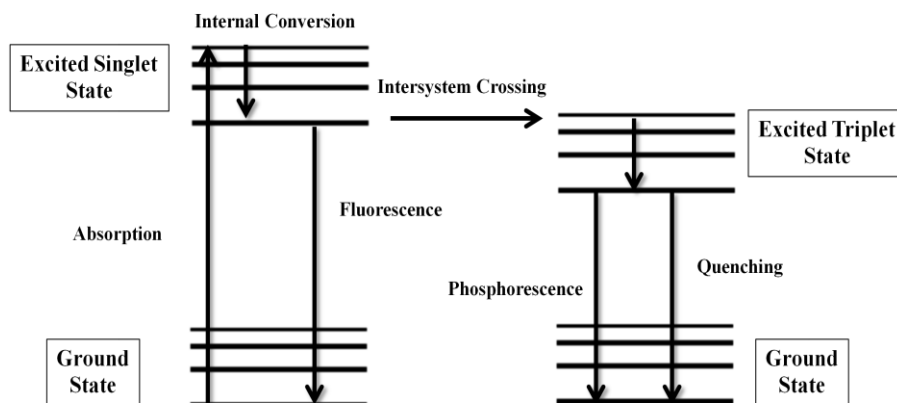 Internal Conversion
Excited Singlet
State
Intersystem Crossing
Excited Triplet
State
Fluorescence
Absorption
Quenching
Phosphorescence
Ground
State
Ground
State